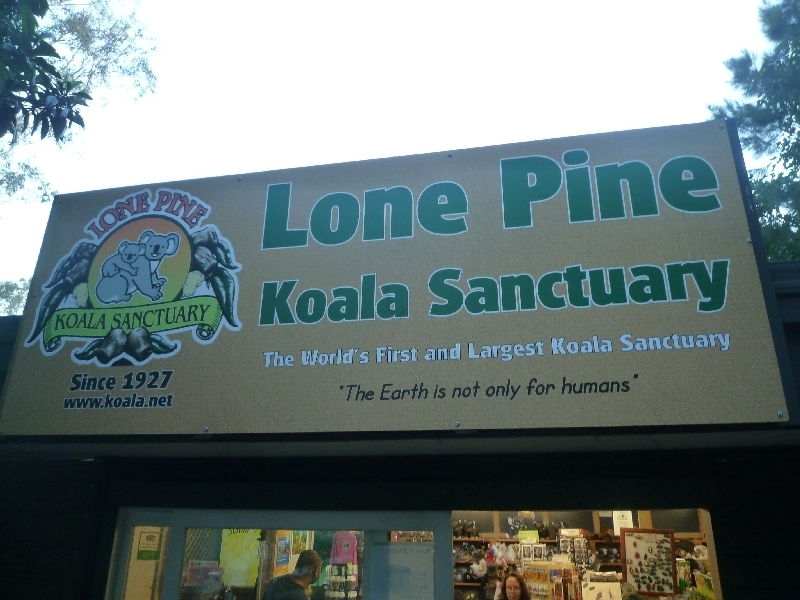 LONE PINE
KOALA SANCTUARY
Since 1927
www.koala.net
Lone Pine
Koala Sanctuary
The World's First and Largest Koala Sanctuary
"The Earth is not only for humans"